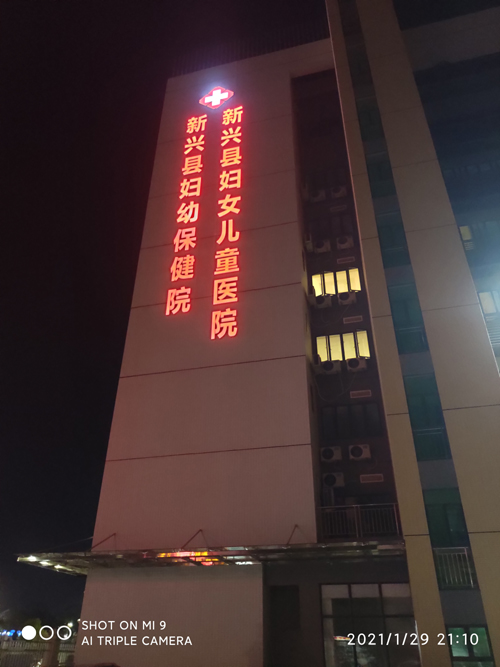 新兴县妇幼保健院
新兴县妇女儿童医院
SHOT ON MI 9
AI TRIPLE CAMERA
2021/1/29 21:10